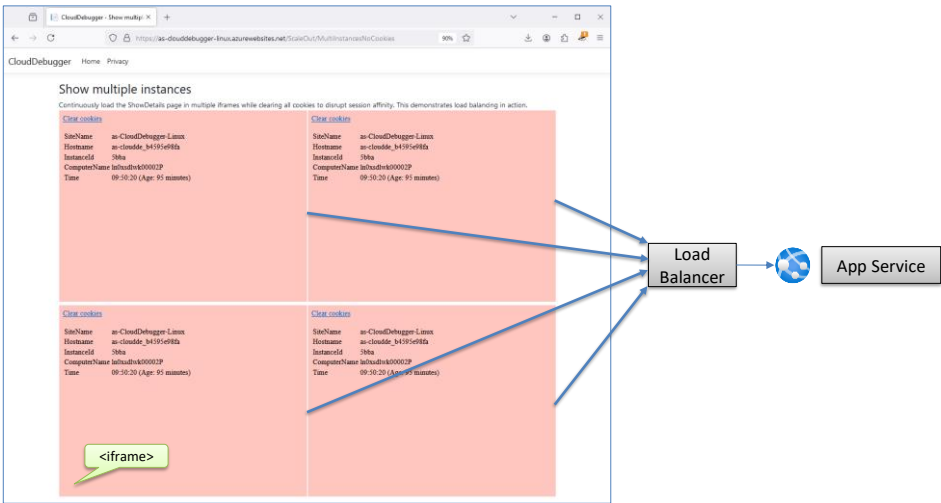 CloudDebugger - Show multipl
https://as-clouddebugger-linux.azurewebsites.net/ScaleOut/MultiInstancesNoCookies 90%
CloudDebugger Home Privacy
Show multiple instances
Continuously load the ShowDetails page in multiple iframes while clearing all cookies to disrupt session affinity. This demonstrates load balancing in action.
Clear cookies
SiteName as-CloudDebugger-Linux
Hostname as-cloudde_b4595e98fa
InstanceId 5bba
ComputerName ln0xsdlwk00002P
Time 09:50:20 (Age: 95 minutes)
Clear cookies
SiteName as-CloudDebugger-Linux
Hostname as-cloudde_b4595e98fa
InstanceId 5bba
ComputerName ln0xsdlwk00002P
Time 09:50:20 (Age: 95 minutes)
Clear cookies
SiteName as-CloudDebugger-Linux
Hostname as-cloudde_b4595e98fa
InstanceId 5bba
ComputerName ln0xsdlwk00002P
Time 09:50:20 (Age: 95 minutes)
Clear cookies
SiteName as-CloudDebugger-Linux
Hostname as-cloudde_b4595e98fa
InstanceId 5bba
ComputerName ln0xsdlwk00002P
Time 09:50:20 (Age: 95 minutes)
<iframe>
Load
Balancer
App Service